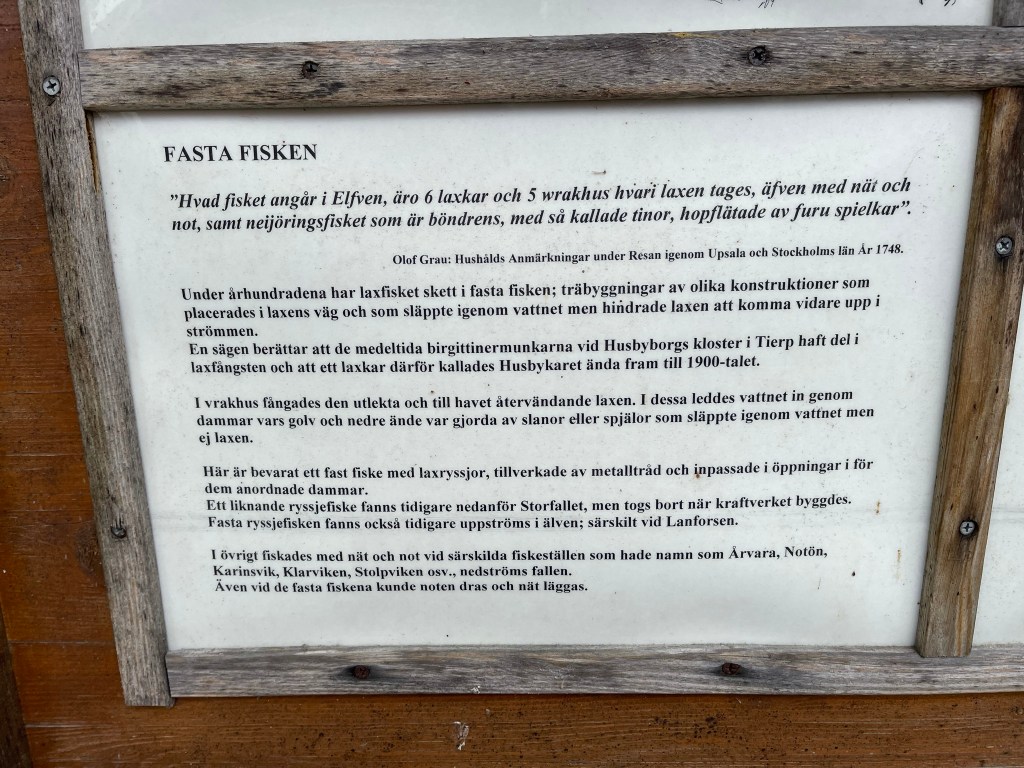 FASTA FISKEN
"Hvad fisket angår i Elfven, äro 6 laxkar och 5 wrakhus hvari laxen tages, äfven med nät och
not, samt neijöringsfisket som är böndrens, med så kallade tinor, hopflätade av furu spielkar".
Olof Grau: Hushålds Anmärkningar under Resan igenom Upsala och Stockholms län År 1748.
Under århundradena har laxfisket skett i fasta fisken; träbyggningar av olika konstruktioner som
placerades i laxens väg och som släppte igenom vattnet men hindrade laxen att komma vidare upp i
strömmen.
En sägen berättar att de medeltida birgittinermunkarna vid Husbyborgs kloster i Tierp haft del i
laxfångsten och att ett laxkar därför kallades Husbykaret ända fram till 1900-talet.
I vrakhus fångades den utlekta och till havet återvändande laxen. I dessa leddes vattnet in genom
dammar vars golv och nedre ände var gjorda av slanor eller spjälor som släppte igenom vattnet men
ej laxen.
Här är bevarat ett fast fiske med laxryssjor, tillverkade av metalltråd och inpassade i öppningar i för
dem anordnade dammar.
Ett liknande ryssjefiske fanns tidigare nedanför Storfallet, men togs bort när kraftverket byggdes.
Fasta ryssjefisken fanns också tidigare uppströms i älven; särskilt vid Lanforsen.
I övrigt fiskades med nät och not vid särskilda fiskeställen som hade namn som Årvara, Notön,
Karinsvik, Klarviken, Stolpviken osv., nedströms fallen.
Även vid de fasta fiskena kunde noten dras och nät läggas.